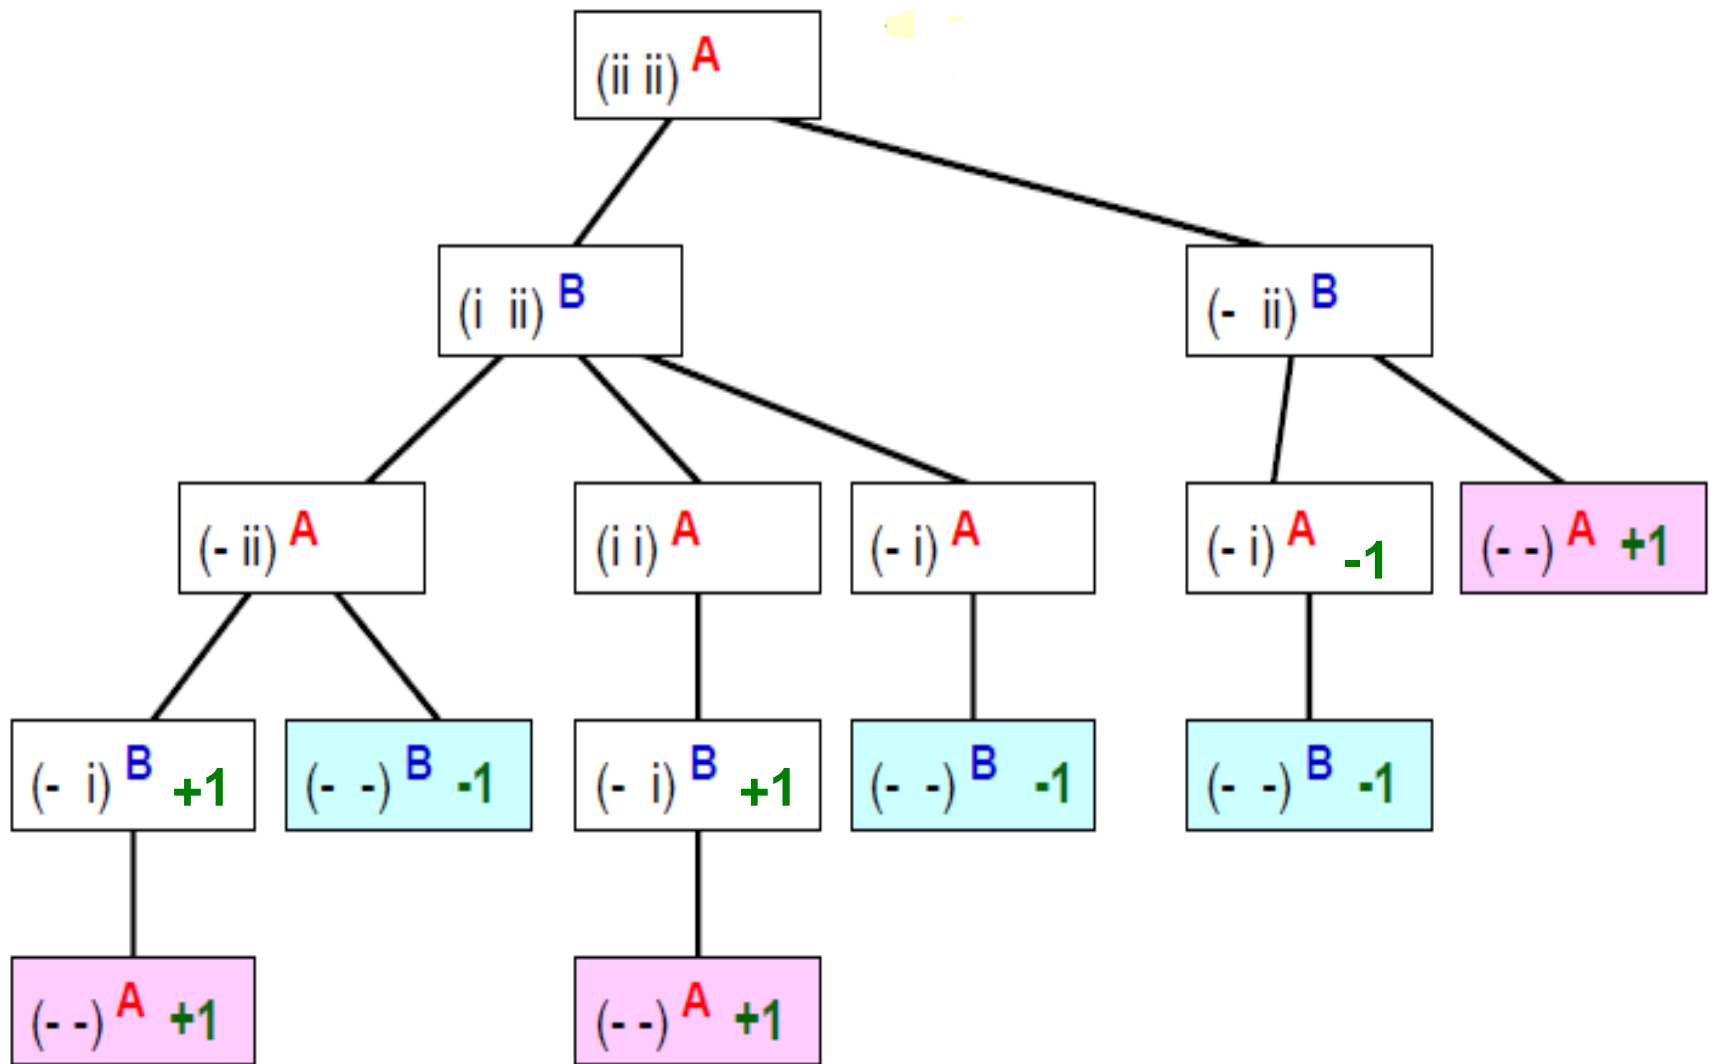 (ii ii) A
(i ii) B
(- ii) B
(- ii) A
(i i) A
(- i) A
(- i) A -1
(- -) A +1
(- i) B +1
(- -) B -1
(- i) B +1
(- -) B -1
(- -) B -1
(- -) A +1
(- -) A +1